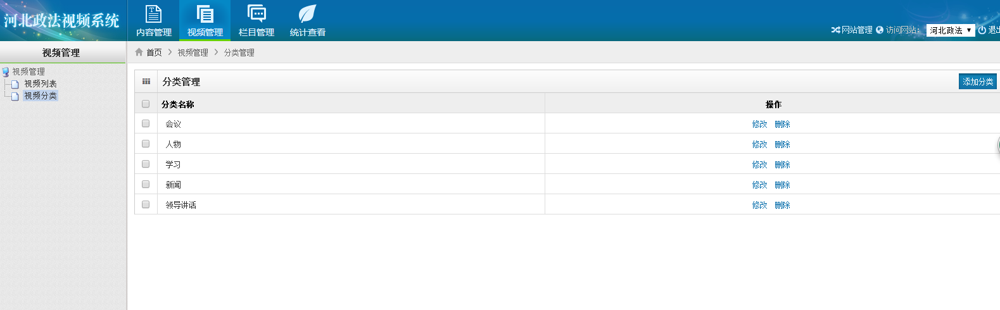 河北政法视频系统
内容管理 视频管理 栏目管理 统计查看
网站管理 访问网站: 河北政法 退出
视频管理
首页 视频管理 分类管理
视频管理
视频列表
视频分类
分类管理 添加分类
分类名称 操作
会议 修改 删除
人物 修改 删除
学习 修改 删除
新闻 修改 删除
领导讲话 修改 删除